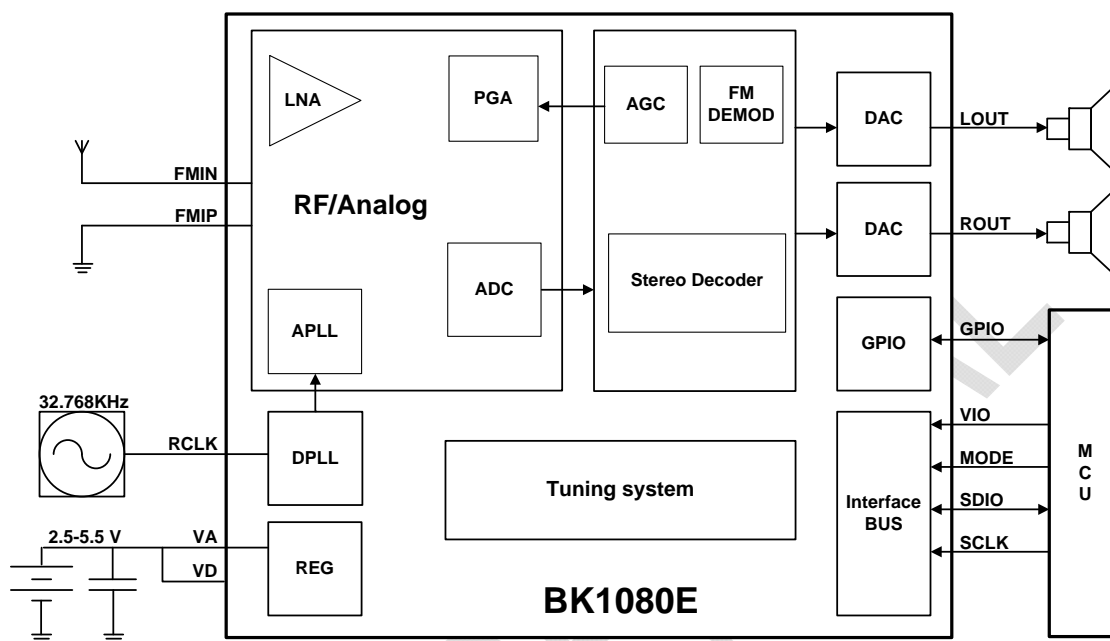 LNA
PGA
AGC
FM
DEMOD
DAC
LOUT
FMIN
RF/Analog
FMIP
DAC
ROUT
ADC
Stereo Decoder
APLL
GPIO
GPIO
32.768KHz
RCLK
DPLL
Tuning system
Interface
BUS
VIO
MODE
SDIO
SCLK
M
C
U
2.5-5.5 V
VA
VD
REG
BK1080E